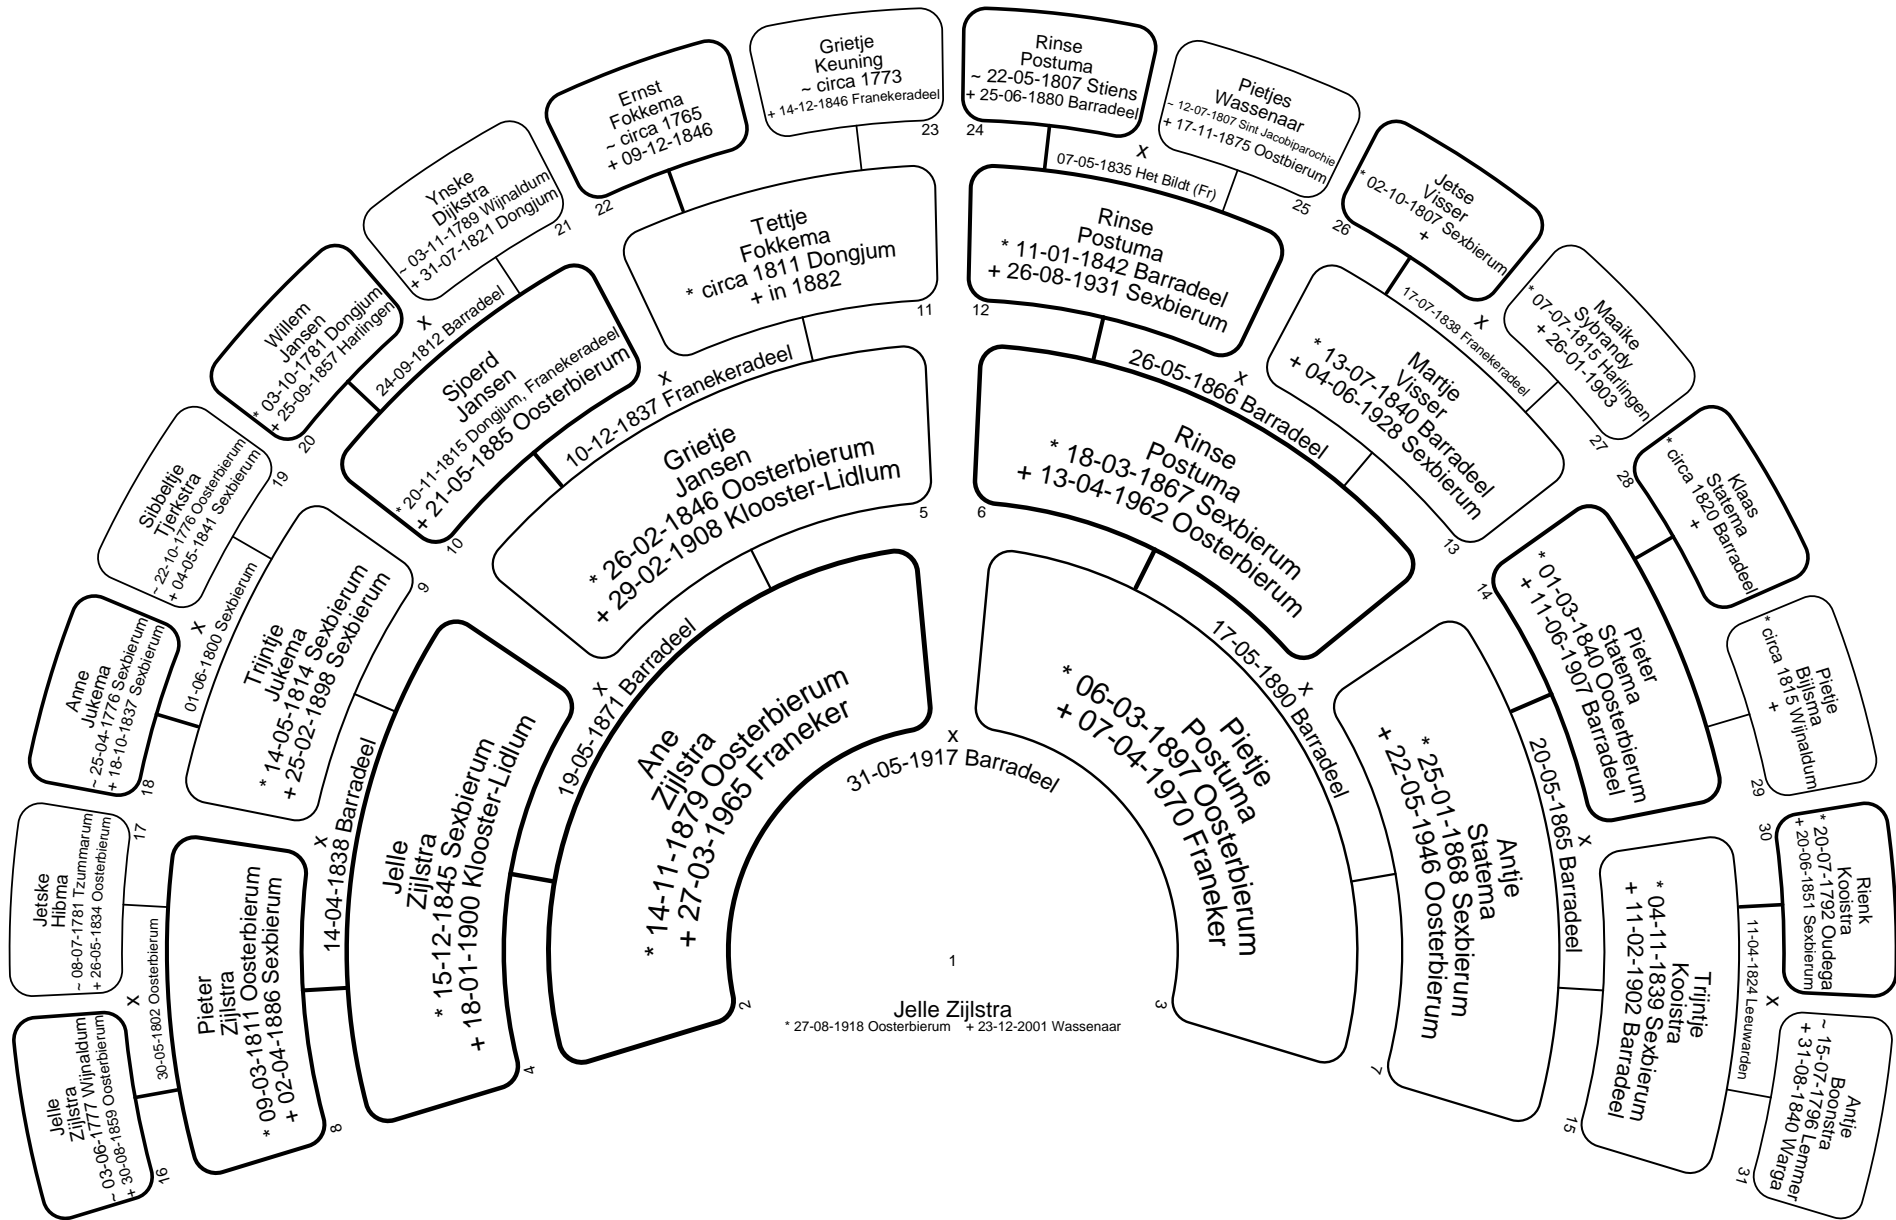 1
Jelle Zijlstra
* 27-08-1918 Oosterbierum + 23-12-2001 Wassenaar
Ane
Zijlstra
* 14-11-1879 Oosterbierum
+ 27-03-1965 Franeker
2
x
31-05-1917 Barradeel
Pietje
Postuma
* 06-03-1897 Oosterbierum
+ 07-04-1970 Franeker
3
Jelle
Zijlstra
* 15-12-1845 Sexbierum
+ 18-01-1900 Klooster-Lidlum
4
x
19-05-1871 Barradeel
Grietje
Jansen
* 26-02-1846 Oosterbierum
+ 29-02-1908 Klooster-Lidlum
5
Rinse
Postuma
* 18-03-1867 Sexbierum
+ 13-04-1962 Oosterbierum
6
x
17-05-1890 Barradeel
Antje
Statema
* 25-01-1868 Sexbierum
+ 22-05-1946 Oosterbierum
7
Pieter
Zijlstra
* 09-03-1811 Oosterbierum
+ 02-04-1886 Sexbierum
8
x
14-04-1838 Barradeel
Trijntje
Jukema
* 14-05-1814 Sexbierum
+ 25-02-1898 Sexbierum
9
Sjoerd
Jansen
* 20-11-1815 Dongjum, Franekeradeel
+ 21-05-1885 Oosterbierum
10
x
10-12-1837 Franekeradeel
Tettje
Fokkema
* circa 1811 Dongjum
+ in 1882
11
Rinse
Postuma
* 11-01-1842 Barradeel
+ 26-08-1931 Sexbierum
12
x
26-05-1866 Barradeel
Martje
Visser
* 13-07-1840 Barradeel
+ 04-06-1928 Sexbierum
13
Pieter
Statema
* 01-03-1840 Oosterbierum
+ 11-06-1907 Barradeel
14
x
20-05-1865 Barradeel
Trijntje
Kooistra
* 04-11-1839 Sexbierum
+ 11-02-1902 Barradeel
15
Jelle
Zijlstra
~ 03-06-1777 Wijnaldum
+ 30-08-1859 Oosterbierum
16
x
30-05-1802 Oosterbierum
Jetske
Hibma
~ 08-07-1781 Tzummarum
+ 26-05-1834 Oosterbierum
17
Anne
Jukema
~ 25-04-1776 Sexbierum
+ 18-10-1837 Sexbierum
18
x
01-06-1800 Sexbierum
Sibbeltje
Tjerkstra
~ 22-10-1776 Oosterbierum
+ 04-05-1841 Sexbierum
19
Willem
Jansen
* 03-10-1781 Dongjum
+ 25-09-1857 Harlingen
20
x
24-09-1812 Barradeel
Ynske
Dijkstra
~ 03-11-1789 Wijnaldum
+ 31-07-1821 Dongjum
21
Ernst
Fokkema
~ circa 1765
+ 09-12-1846
22
Grietje
Keuning
~ circa 1773
+ 14-12-1846 Franekeradeel
23
Rinse
Postuma
~ 22-05-1807 Stiens
+ 25-06-1880 Barradeel
24
x
07-05-1835 Het Bildt (Fr)
Pietjes
Wassenaar
~ 12-07-1807 Sint Jacobiparochie
+ 17-11-1875 Oostbierum
25
Jetse
Visser
* 02-10-1807 Sexbierum
+
26
x
17-07-1838 Franekeradeel
Maaike
Sybrandy
* 07-07-1815 Harlingen
+ 26-01-1903
27
Klaas
Statema
* circa 1820 Barradeel
+
28
Pietje
Bijlsma
* circa 1815 Wijnaldum
+
29
Rienk
Kooistra
* 20-07-1792 Oudega
+ 20-06-1851 Sexbierum
30
x
11-04-1824 Leeuwarden
Antje
Boonstra
~ 15-07-1796 Lemmer
+ 31-08-1840 Warga
31